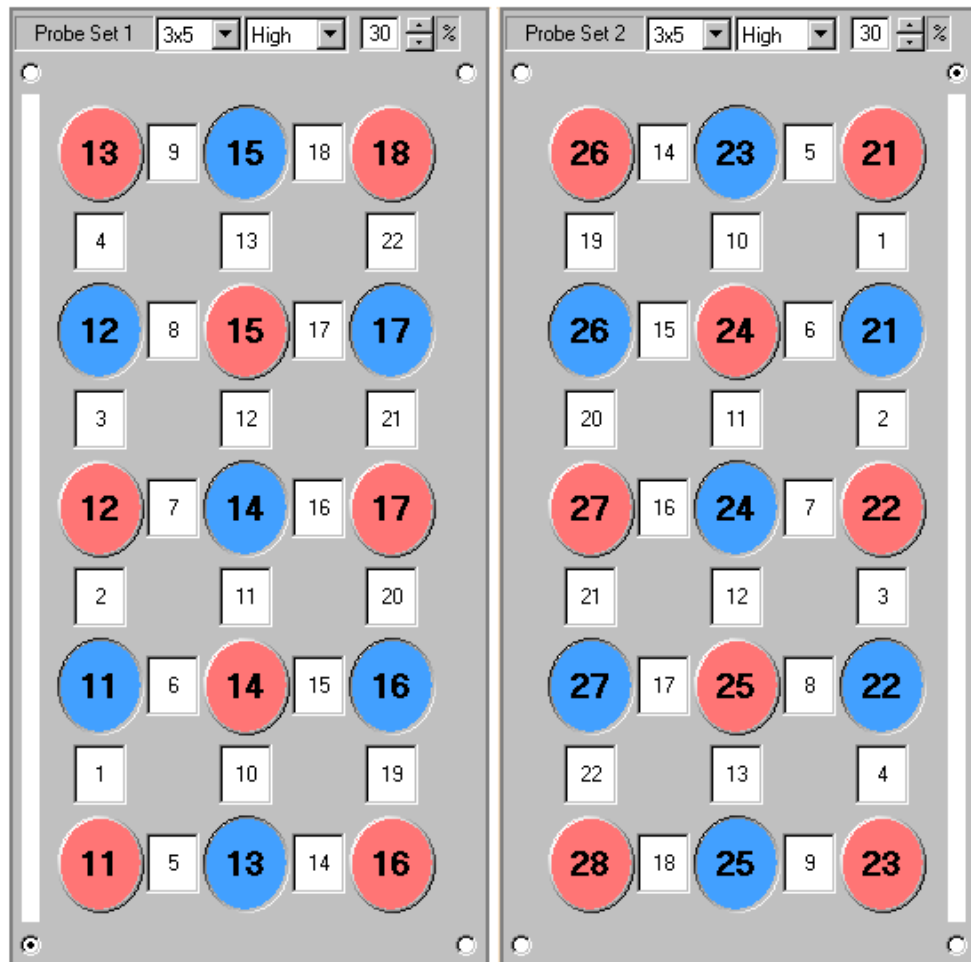 Probe Set 1 3x5 High 30 %
13 9 15 18 18
4 13 22
12 8 15 17 17
3 12 21
12 7 14 16 17
2 11 20
11 6 14 15 16
1 10 19
11 5 13 14 16
Probe Set 2 3x5 High 30 %
26 14 23 5 21
19 10 1
26 15 24 6 21
20 11 2
27 16 24 7 22
21 12 3
27 17 25 8 22
22 13 4
28 18 25 9 23